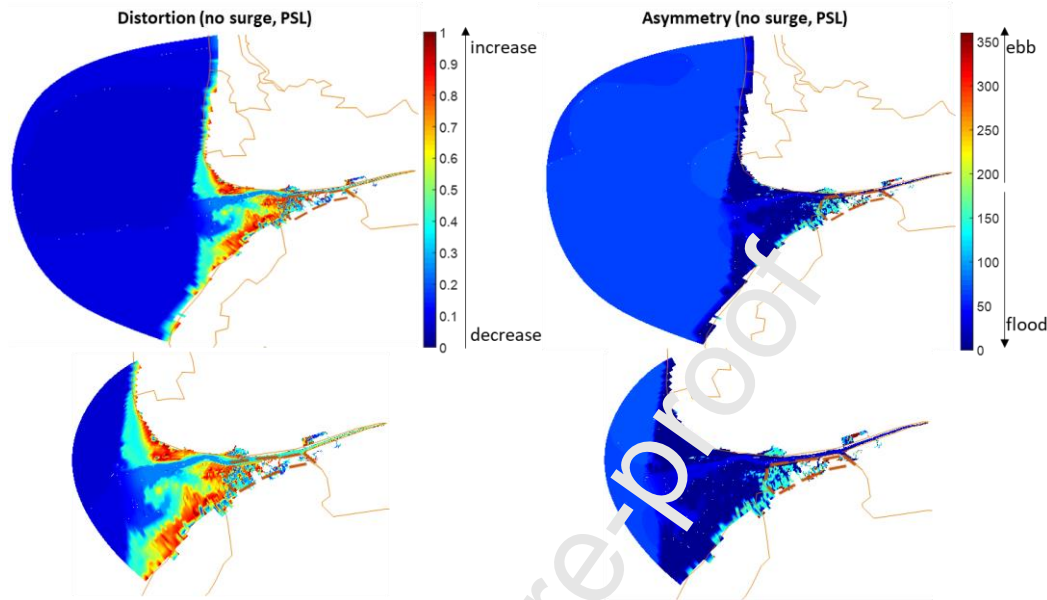 Distortion (no surge, PSL)
Asymmetry (no surge, PSL)
1
0.9
0.8
0.7
0.6
0.5
0.4
0.3
0.2
0.1
0
increase
decrease
350
300
250
200
150
100
50
0
ebb
flood
re-proof